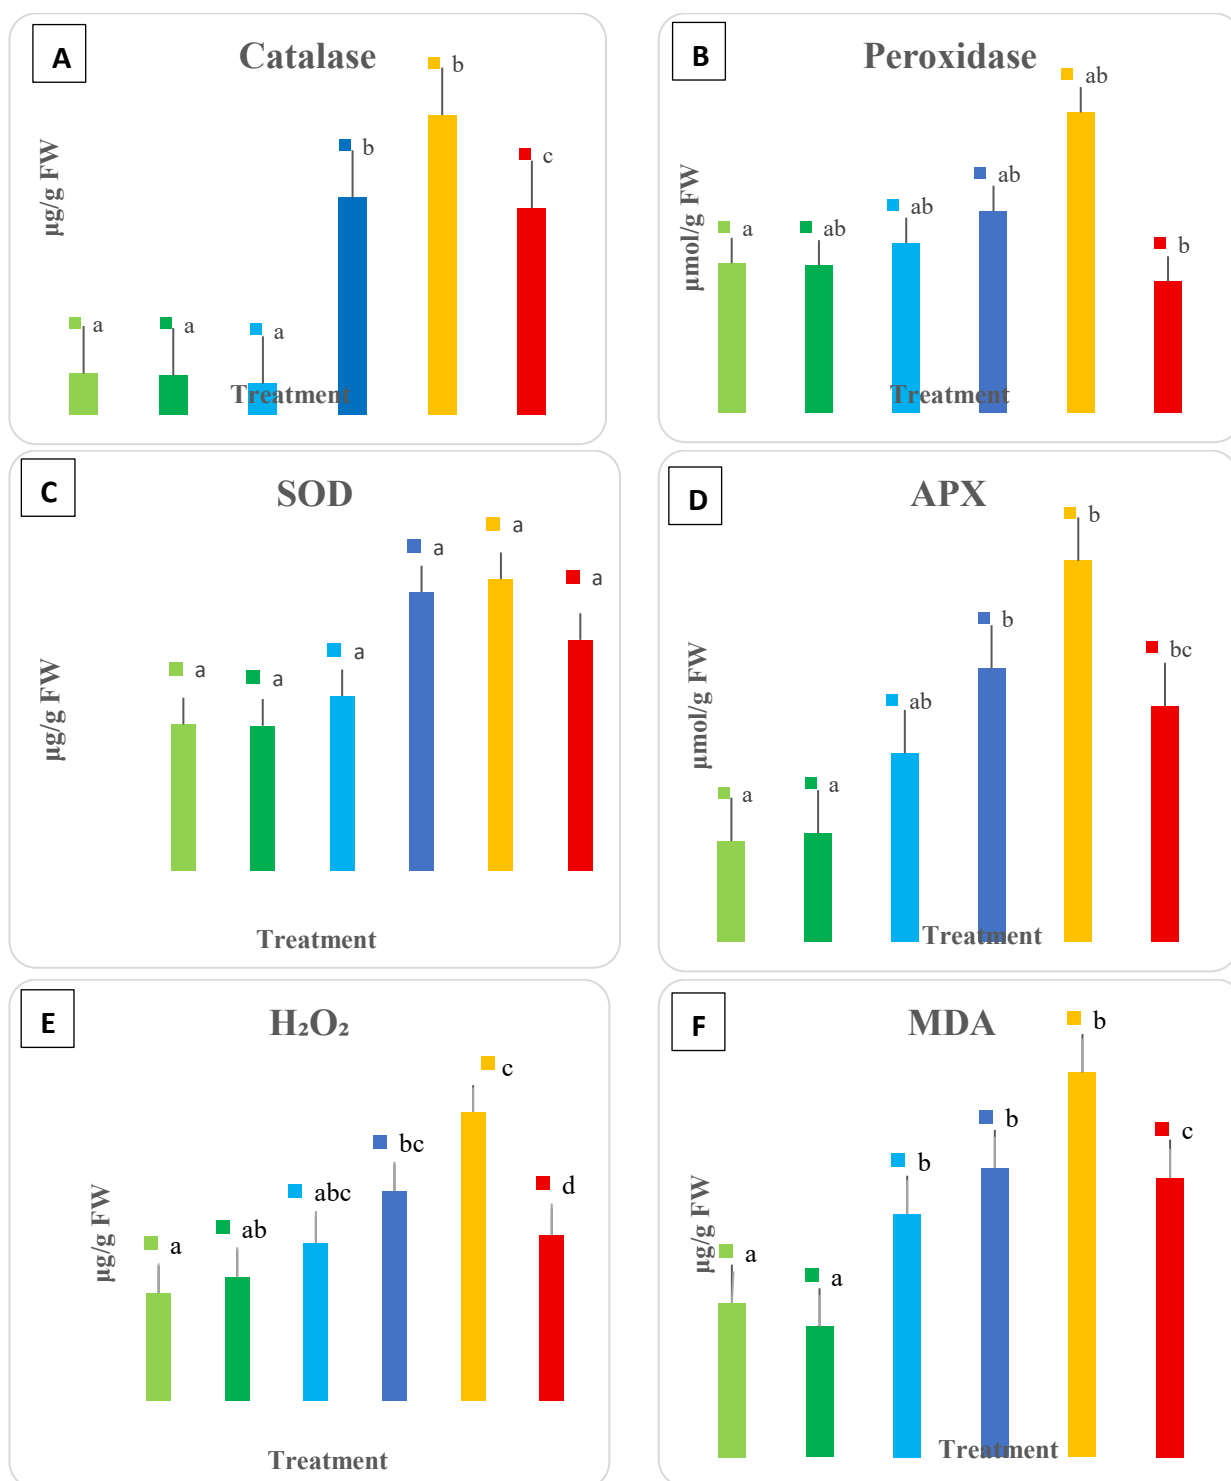 A
Catalase
µg/g FW
a
a
a
b
b
c
Treatment
B
Peroxidase
µmol/g FW
a
ab
ab
ab
ab
b
Treatment
C
SOD
µg/g FW
a
a
a
a
a
a
Treatment
D
APX
µmol/g FW
a
a
ab
b
b
bc
Treatment
E
H₂O₂
µg/g FW
a
ab
abc
bc
c
d
Treatment
F
MDA
µg/g FW
a
a
b
b
b
c
Treatment